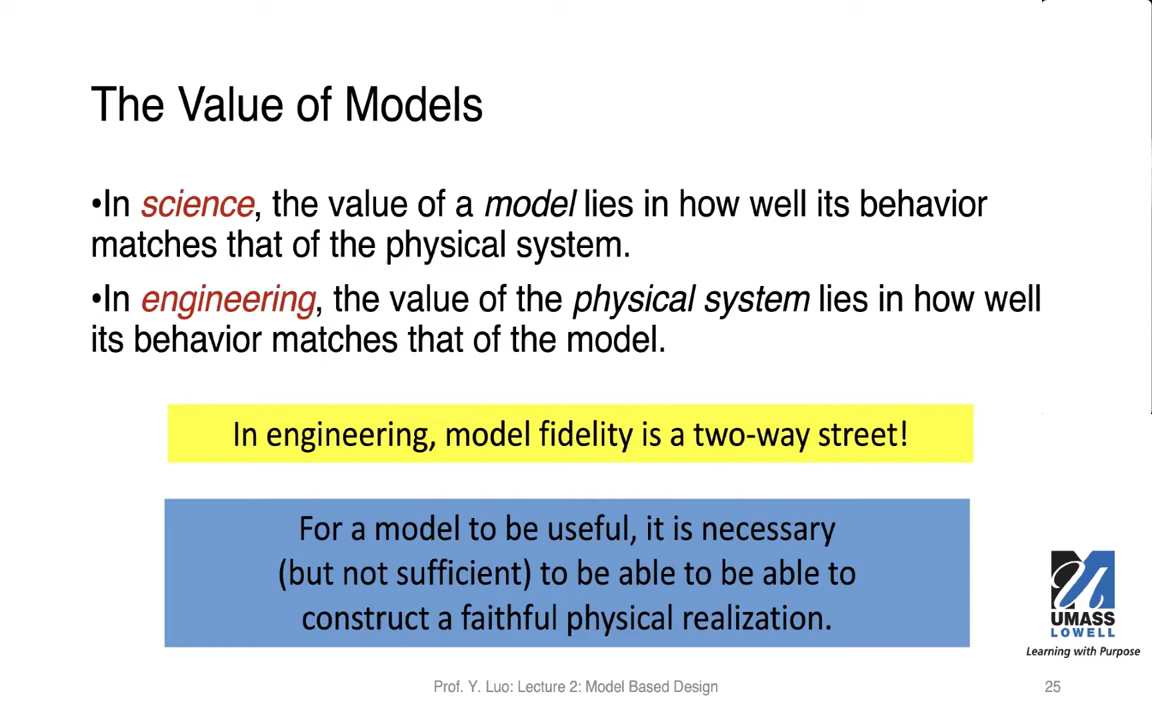 The Value of Models
•In science, the value of a model lies in how well its behavior
matches that of the physical system.
•In engineering, the value of the physical system lies in how well
its behavior matches that of the model.
In engineering, model fidelity is a two-way street!
For a model to be useful, it is necessary
(but not sufficient) to be able to be able to
construct a faithful physical realization.
UMASS
LOWELL
Learning with Purpose
Prof. Y. Luo: Lecture 2: Model Based Design
25